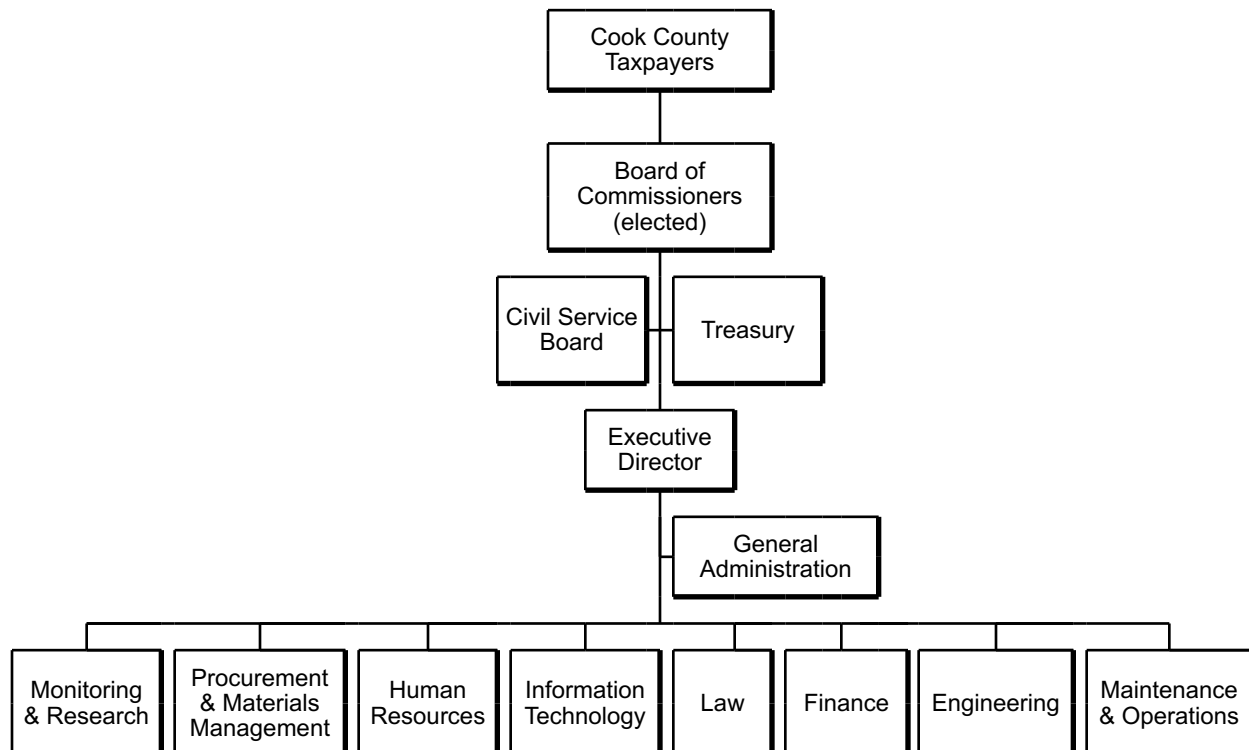 Cook County
Taxpayers
Board of
Commissioners
(elected)
Civil Service
Board
Treasury
Executive
Director
General
Administration
Monitoring
& Research
Procurement
& Materials
Management
Human
Resources
Information
Technology
Law
Finance
Engineering
Maintenance
& Operations